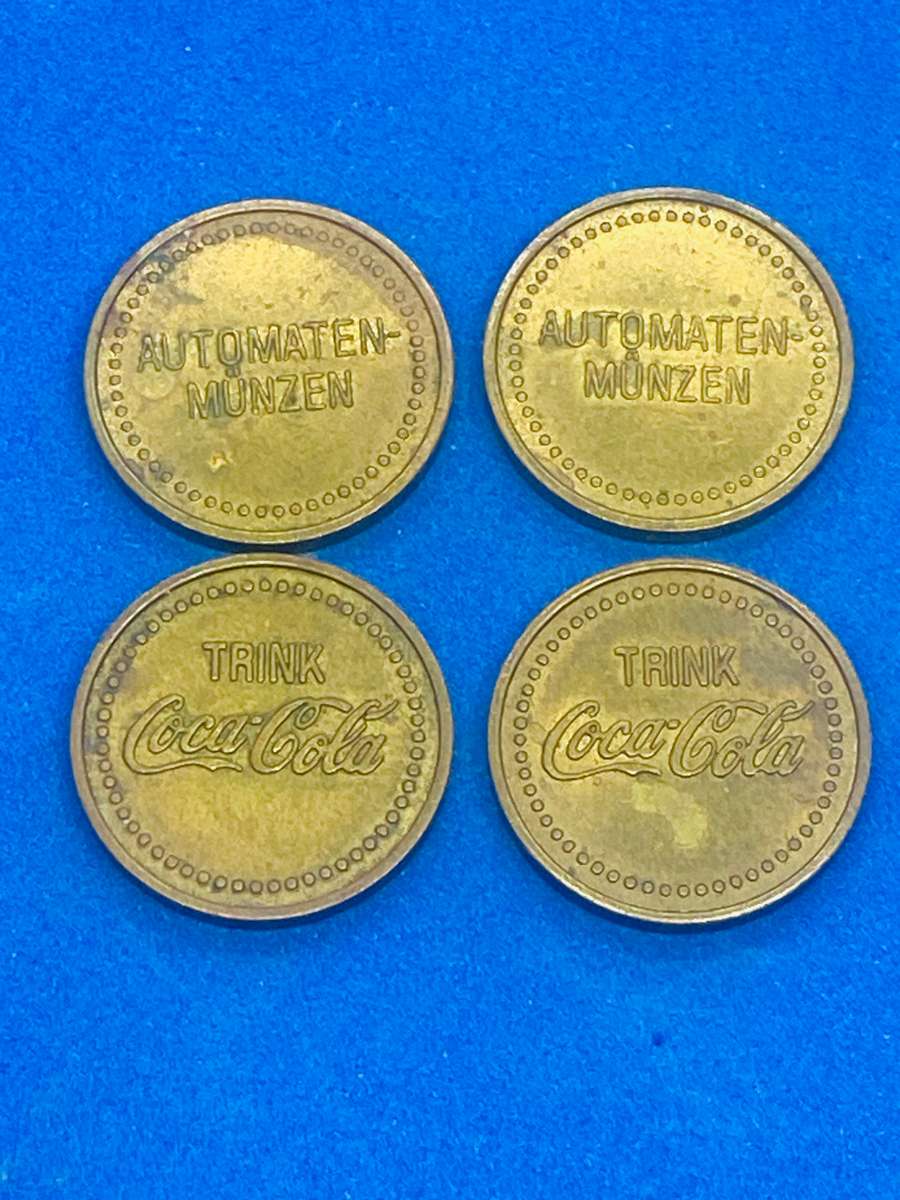 AUTOMATEN-
MÜNZEN
AUTOMATEN-
MÜNZEN
TRINK
Coca-Cola
TRINK
Coca-Cola